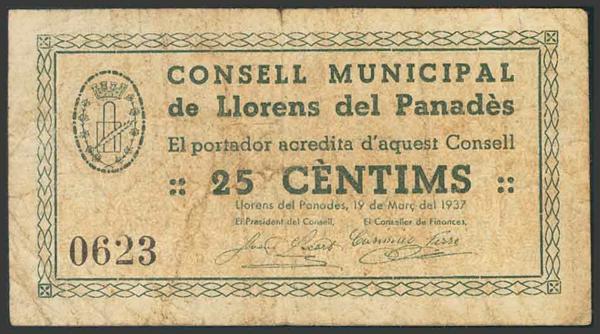 CONSELL MUNICIPAL
de Llorens del Panadès
El portador acredita d'aquest Consell
:: 25 CÈNTIMS ::
Llorens del Panadès, 19 de Març del 1937
El President del Consell, El Conseller de Finances,
0623